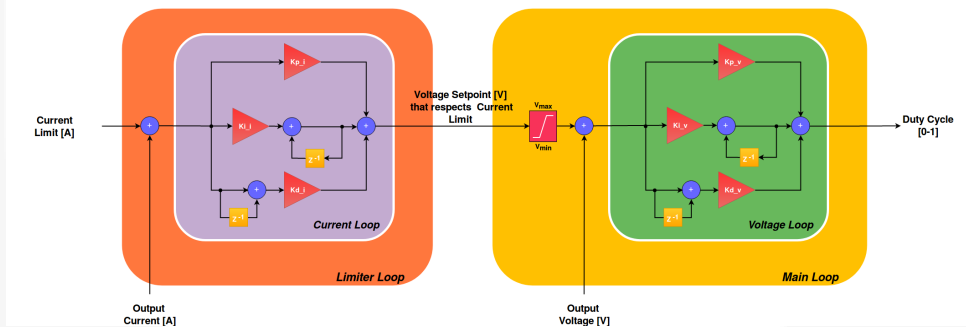 Current
Limit [A]
+
Kp_i
Ki_i
+
+
z⁻¹
+
Kd_i
z⁻¹
Current Loop
Limiter Loop
Output
Current [A]
Voltage Setpoint [V]
that respects Current
Limit
Vmax
Vmin
+
Kp_v
Ki_v
+
+
z⁻¹
+
Kd_v
z⁻¹
Voltage Loop
Main Loop
Output
Voltage [V]
Duty Cycle
[0-1]